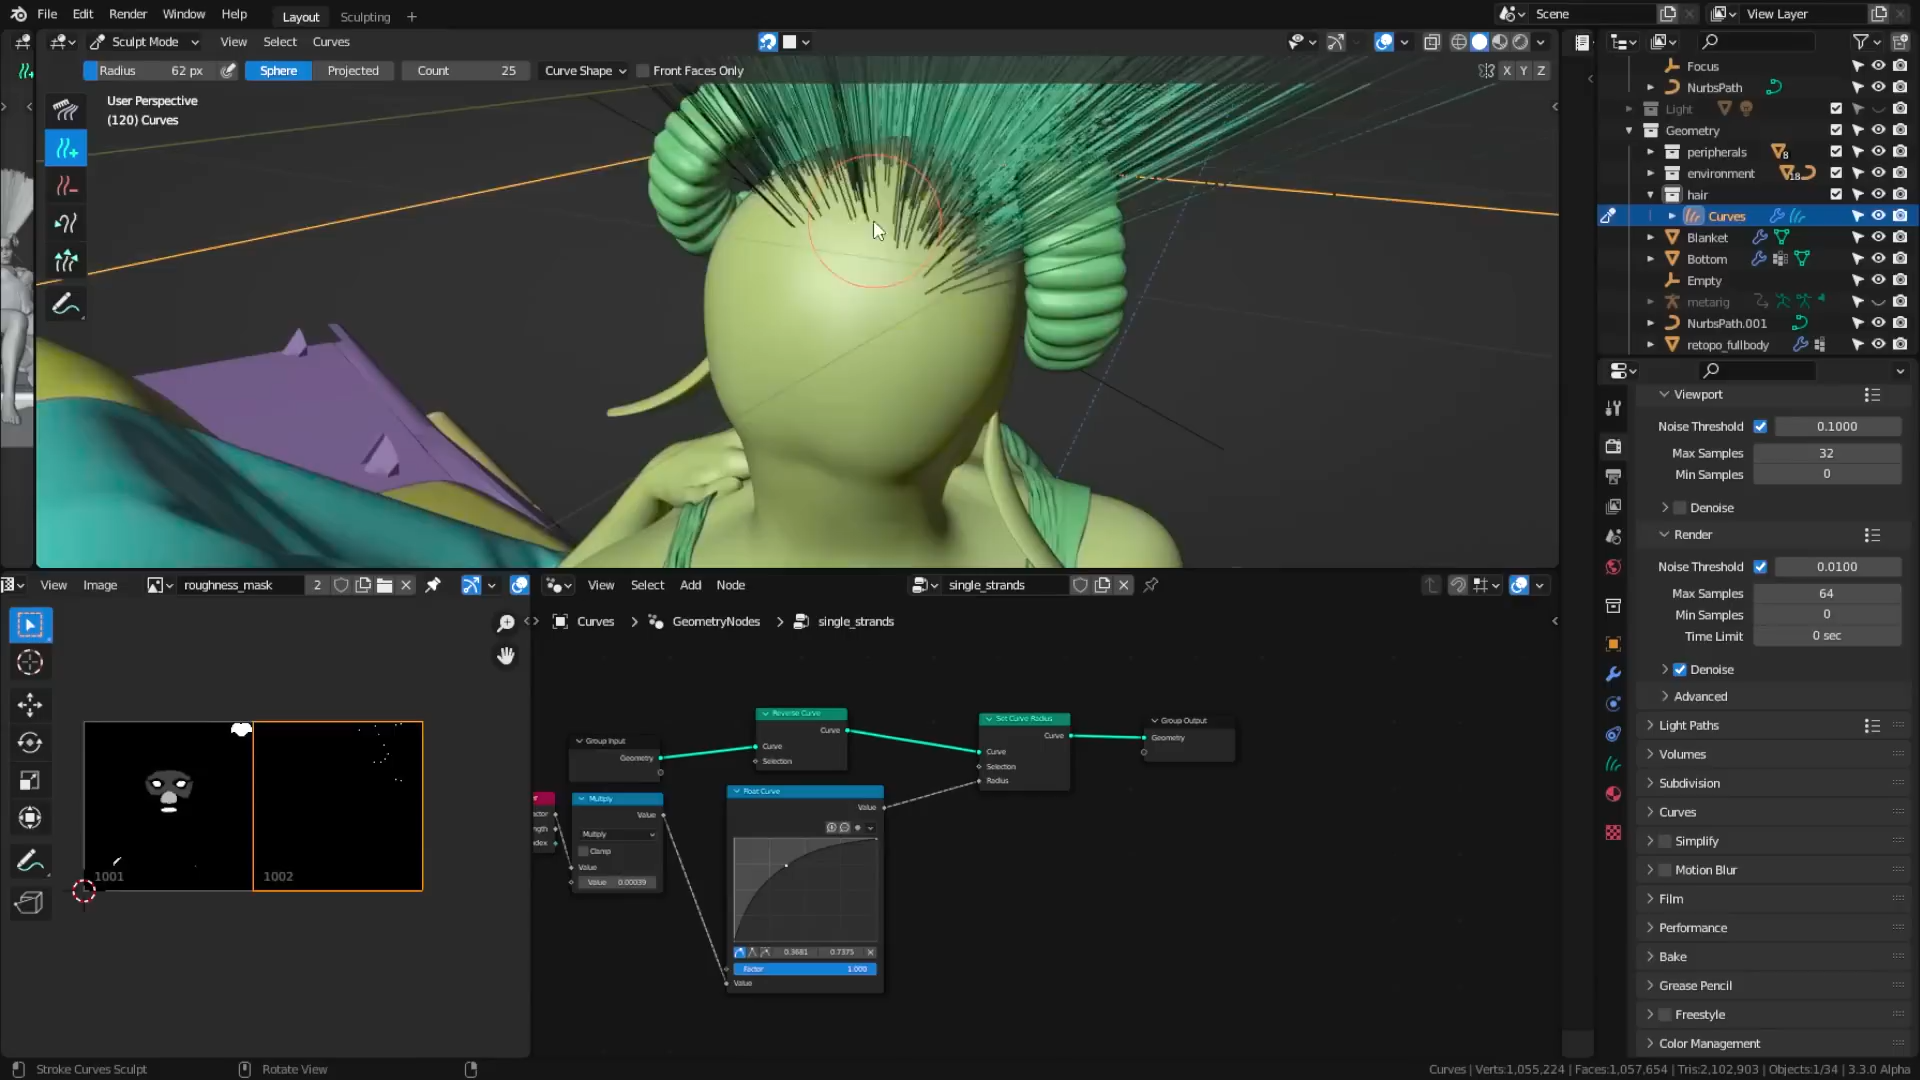 File Edit Render Window Help Layout Sculpting + Scene View Layer
Sculpt Mode View Select Curves
Radius 62 px Sphere Projected Count 25 Curve Shape Front Faces Only X Y Z
User Perspective
(120) Curves
Focus
NurbsPath
Light
Geometry
peripherals 8
environment 18
hair
Curves
Blanket
Bottom
Empty
metarig
NurbsPath.001
retopo_fullbody
Viewport
Noise Threshold 0.1000
Max Samples 32
Min Samples 0
Denoise
Render
Noise Threshold 0.0100
Max Samples 64
Min Samples 0
Time Limit 0 sec
Denoise
Advanced
Light Paths
Volumes
Subdivision
Curves
Simplify
Motion Blur
Film
Performance
Bake
Grease Pencil
Freestyle
Color Management
View Image roughness_mask 2
View Select Add Node single_strands
Curves GeometryNodes single_strands
1001 1002
Group Input
Geometry
Reverse Curve
Curve
Curve
Selection
Set Curve Radius
Curve
Curve
Selection
Radius
Group Output
Geometry
Multiply
Value
Multiply
Clamp
Value
Value 0.00039
Float Curve
Value
0.3681 0.7375
Factor 1.000
Value
Stroke Curves Sculpt Rotate View
Curves | Verts:1,055,224 | Faces:1,057,654 | Tris:2,102,903 | Objects:1/34 | 3.3.0 Alpha